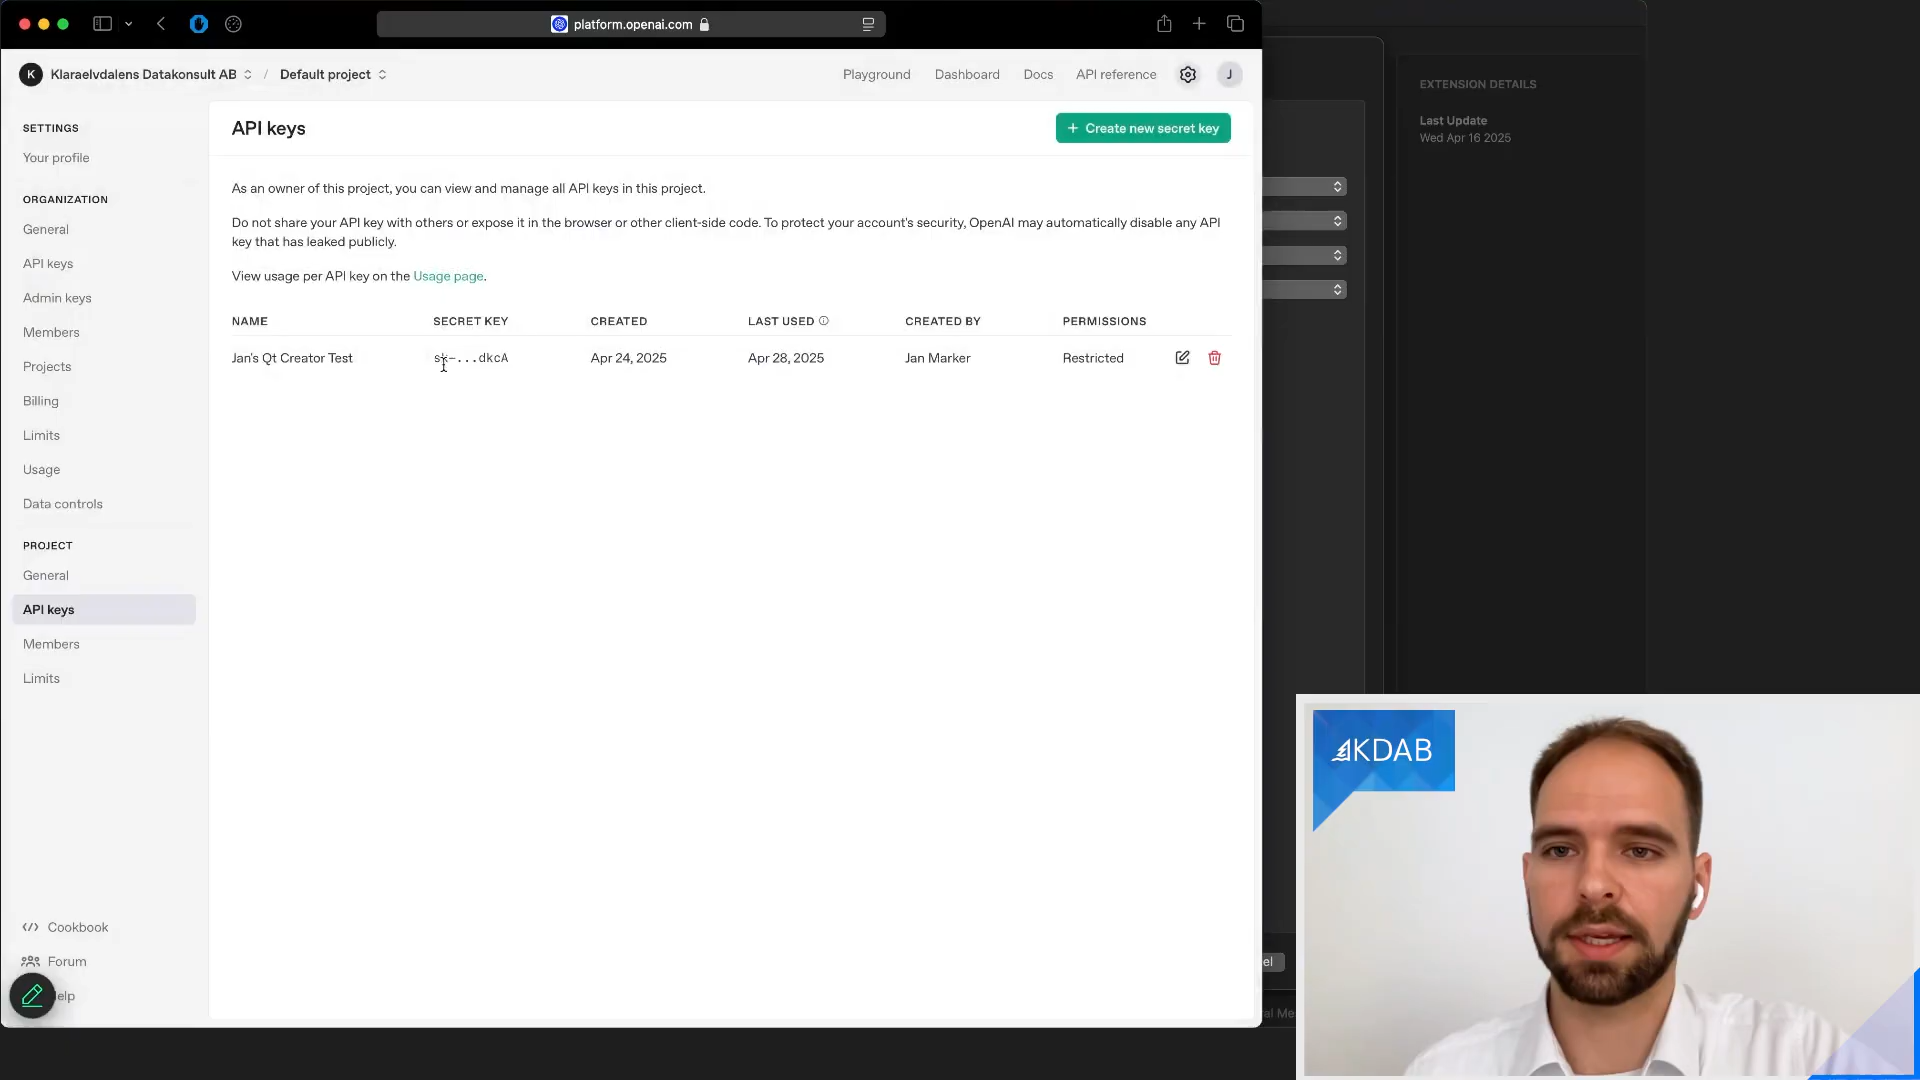 platform.openai.com
K Klaraelvdalens Datakonsult AB / Default project
Playground Dashboard Docs API reference J
SETTINGS
Your profile
ORGANIZATION
General
API keys
Admin keys
Members
Projects
Billing
Limits
Usage
Data controls
PROJECT
General
API keys
Members
Limits
Cookbook
Forum
elp
API keys
+ Create new secret key
As an owner of this project, you can view and manage all API keys in this project.
Do not share your API key with others or expose it in the browser or other client-side code. To protect your account's security, OpenAI may automatically disable any API
key that has leaked publicly.
View usage per API key on the Usage page.
NAME SECRET KEY CREATED LAST USED CREATED BY PERMISSIONS
Jan's Qt Creator Test sk-...dkcA Apr 24, 2025 Apr 28, 2025 Jan Marker Restricted
EXTENSION DETAILS
Last Update
Wed Apr 16 2025
el
al Me
KDAB